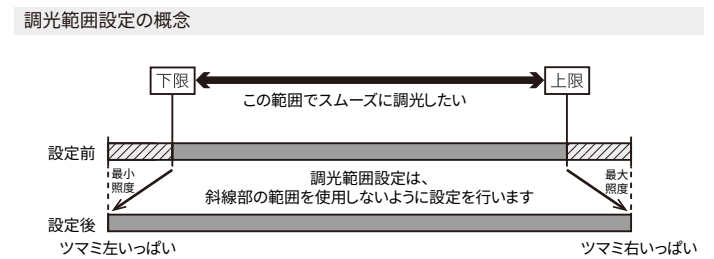 調光範囲設定の概念
下限
上限
この範囲でスムーズに調光したい
設定前
最小
照度
調光範囲設定は、
斜線部の範囲を使用しないように設定を行います
最大
照度
設定後
ツマミ左いっぱい
ツマミ右いっぱい